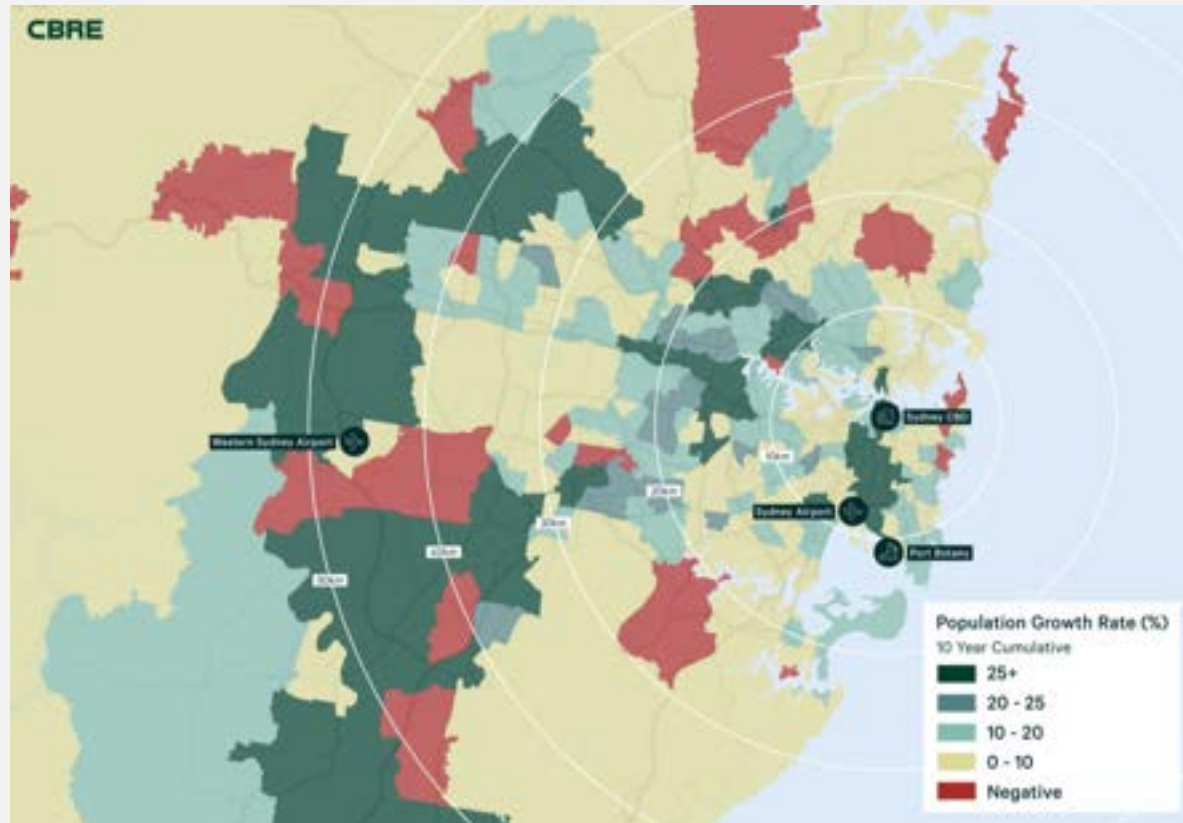 CBRE
Sydney CBD
Western Sydney Airport
10km
20km
Sydney Airport
30km
40km
Port Botany
50km
Population Growth Rate (%)
10 Year Cumulative
25+
20 - 25
10 - 20
0 - 10
Negative